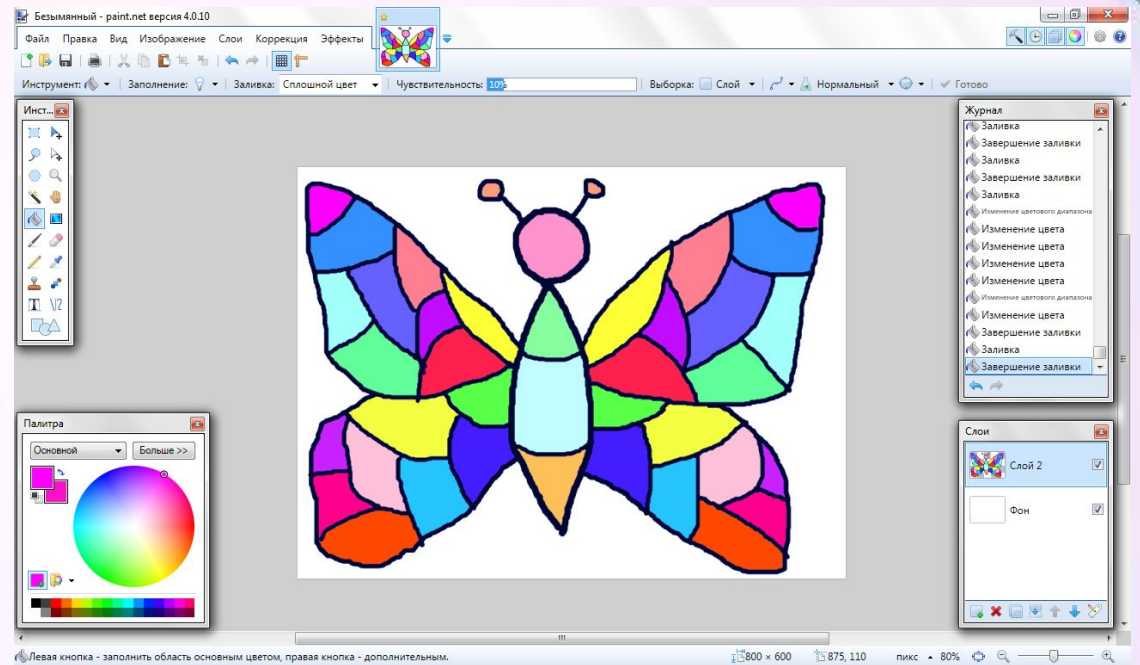 Безымянный - paint.net версия 4.0.10
Файл Правка Вид Изображение Слои Коррекция Эффекты
Инструмент: Заполнение: Заливка: Сплошной цвет Чувствительность: 10% Выборка: Слой Нормальный Готово
Инст...
Журнал
Заливка
Завершение заливки
Заливка
Завершение заливки
Заливка
Изменение цветового диапазона
Изменение цвета
Изменение цвета
Изменение цвета
Изменение цвета
Изменение цветового диапазона
Изменение цвета
Завершение заливки
Заливка
Завершение заливки
Палитра
Основной Больше >>
Слои
Слой 2
Фон
Левая кнопка - заполнить область основным цветом, правая кнопка - дополнительным. 800 × 600 875, 110 пикс 80%